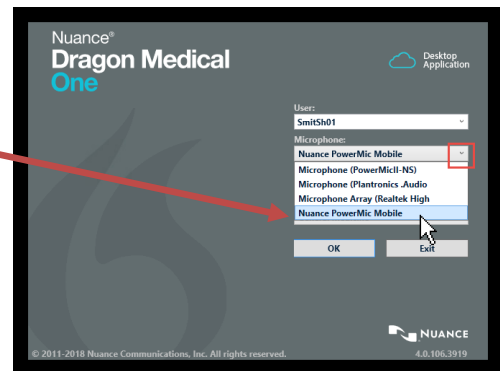 Nuance®
Dragon Medical
One
Desktop
Application
User:
SmitSh01
Microphone:
Nuance PowerMic Mobile
Microphone (PowerMicII-NS)
Microphone (Plantronics .Audio
Microphone Array (Realtek High
Nuance PowerMic Mobile
OK Exit
NUANCE
© 2011-2018 Nuance Communications, Inc. All rights reserved. 4.0.106.3919